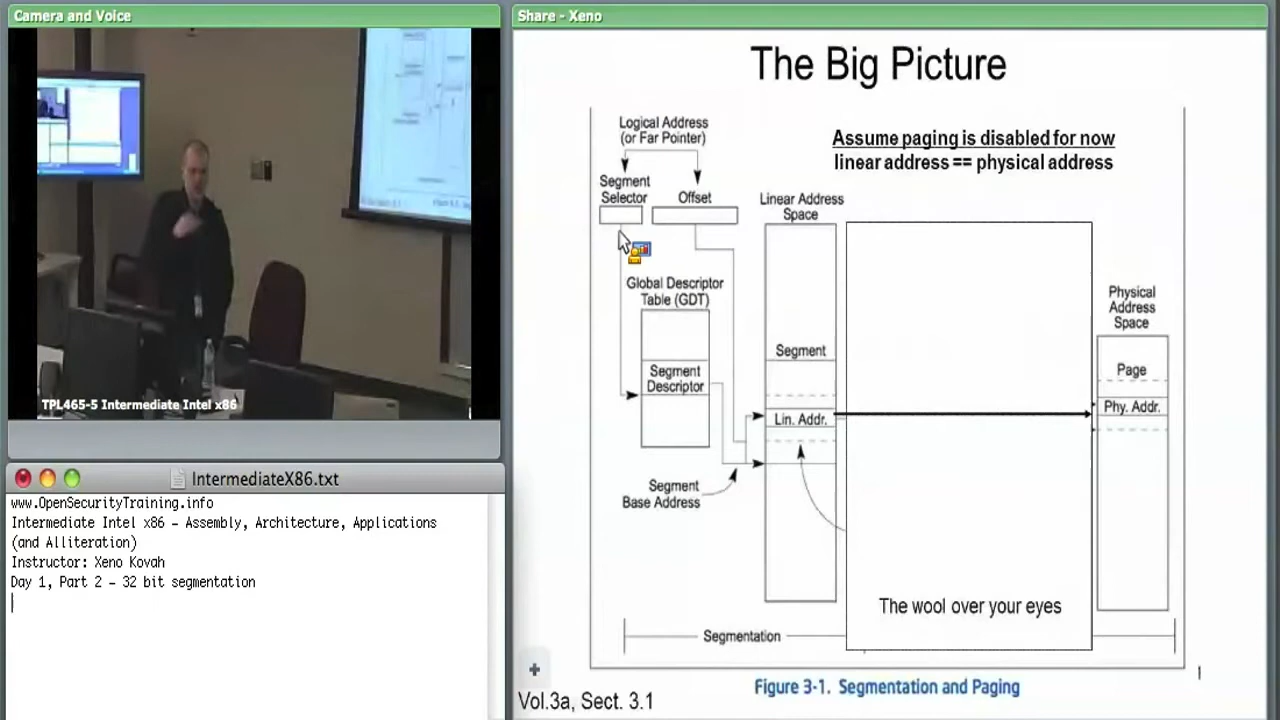 Camera and Voice
TPL465-5 Intermediate Intel x86
IntermediateX86.txt
www.OpenSecurityTraining.info
Intermediate Intel x86 – Assembly, Architecture, Applications
(and Alliteration)
Instructor: Xeno Kovah
Day 1, Part 2 – 32 bit segmentation
Share - Xeno
The Big Picture
Assume paging is disabled for now
linear address == physical address
Logical Address
(or Far Pointer)
Segment
Selector
Offset
Linear Address
Space
Global Descriptor
Table (GDT)
Segment
Descriptor
Segment
Lin. Addr.
Segment
Base Address
Physical
Address
Space
Page
Phy. Addr.
The wool over your eyes
Segmentation
Figure 3-1. Segmentation and Paging
Vol.3a, Sect. 3.1